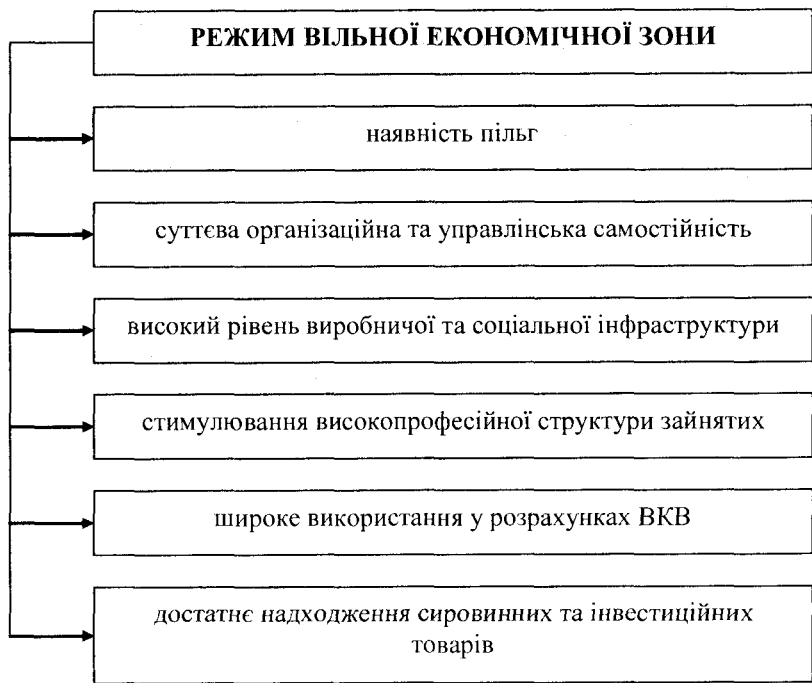 РЕЖИМ ВІЛЬНОЇ ЕКОНОМІЧНОЇ ЗОНИ
наявність пільг
суттєва організаційна та управлінська самостійність
високий рівень виробничої та соціальної інфраструктури
стимулювання високопрофесійної структури зайнятих
широке використання у розрахунках ВКВ
достатнє надходження сировинних та інвестиційних
товарів